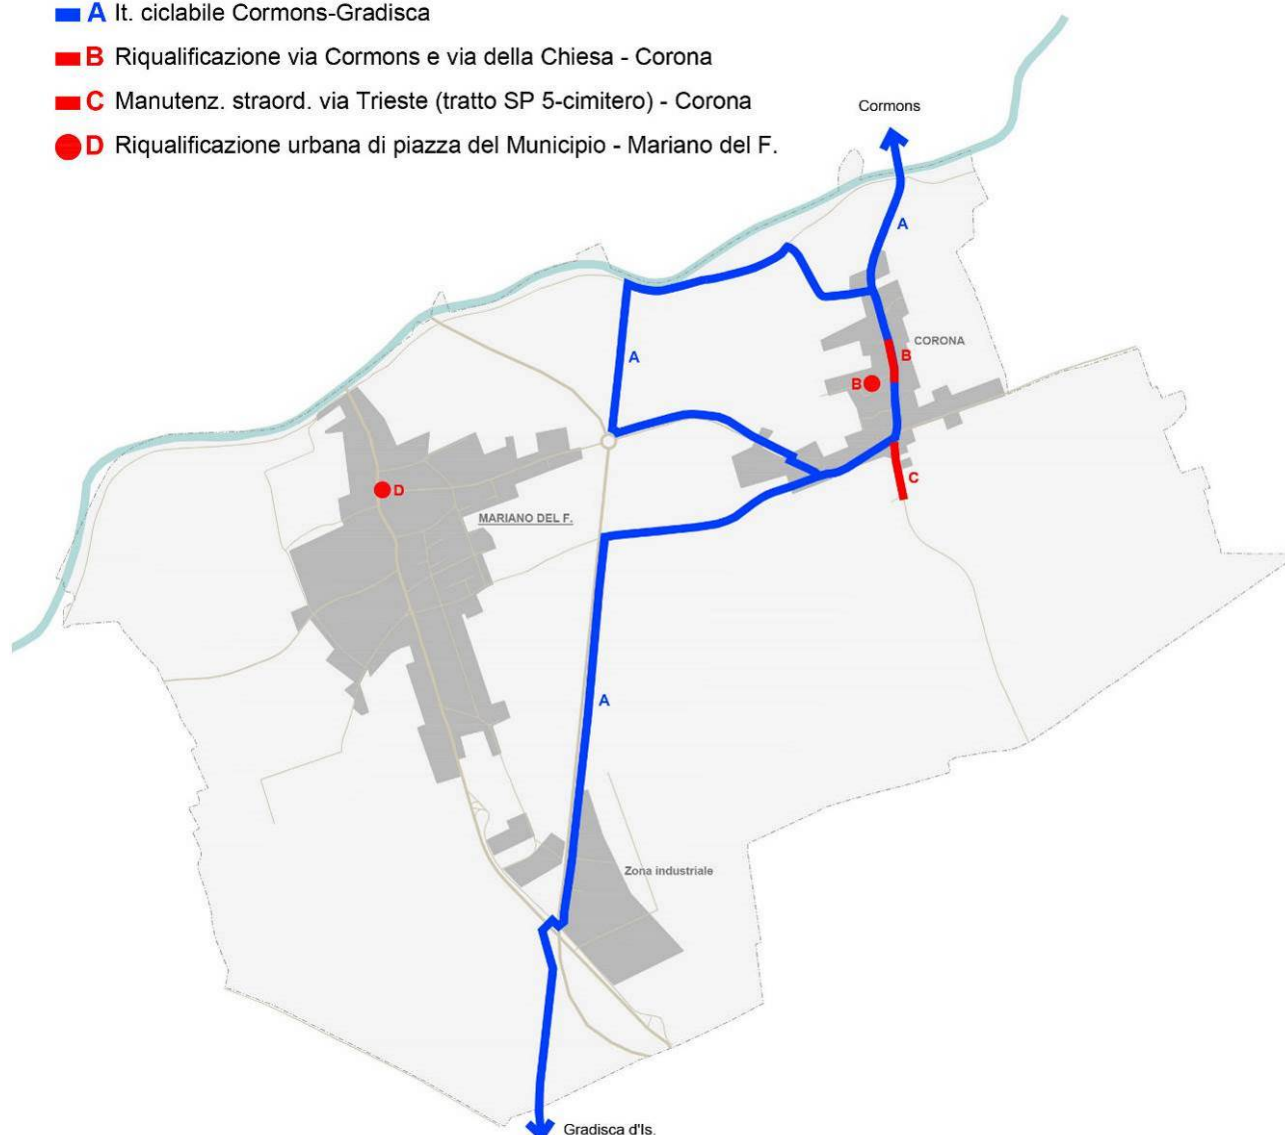 A It. ciclabile Cormons-Gradisca
B Riqualificazione via Cormons e via della Chiesa - Corona
C Manutenz. straord. via Trieste (tratto SP 5-cimitero) - Corona
D Riqualificazione urbana di piazza del Municipio - Mariano del F.
Cormons
A
CORONA
B
A
B
C
D
MARIANO DEL F.
A
Zona industriale
Gradisca d'Is.